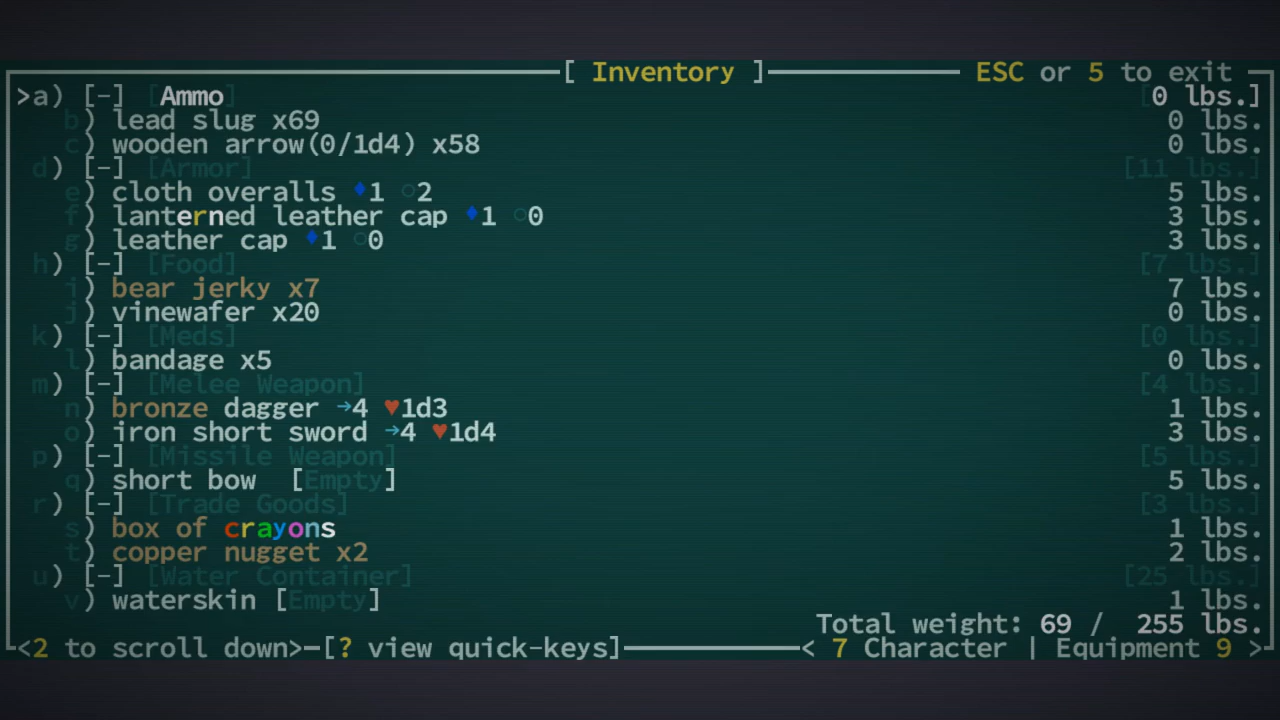 [ Inventory ] ESC or 5 to exit
>a) [-] [Ammo] [0 lbs.]
b) lead slug x69 0 lbs.
c) wooden arrow(0/1d4) x58 0 lbs.
d) [-] [Armor] [11 lbs.]
e) cloth overalls ♦1 ○2 5 lbs.
f) lanterned leather cap ♦1 ○0 3 lbs.
g) leather cap ♦1 ○0 3 lbs.
h) [-] [Food] [7 lbs.]
i) bear jerky x7 7 lbs.
j) vinewafer x20 0 lbs.
k) [-] [Meds] [0 lbs.]
l) bandage x5 0 lbs.
m) [-] [Melee Weapon] [4 lbs.]
n) bronze dagger →4 ♥1d3 1 lbs.
o) iron short sword →4 ♥1d4 3 lbs.
p) [-] [Missile Weapon] [5 lbs.]
q) short bow [Empty] 5 lbs.
r) [-] [Trade Goods] [3 lbs.]
s) box of crayons 1 lbs.
t) copper nugget x2 2 lbs.
u) [-] [Water Container] [25 lbs.]
v) waterskin [Empty] 1 lbs.
Total weight: 69 / 255 lbs.
<2 to scroll down> [? view quick-keys] < 7 Character | Equipment 9 >